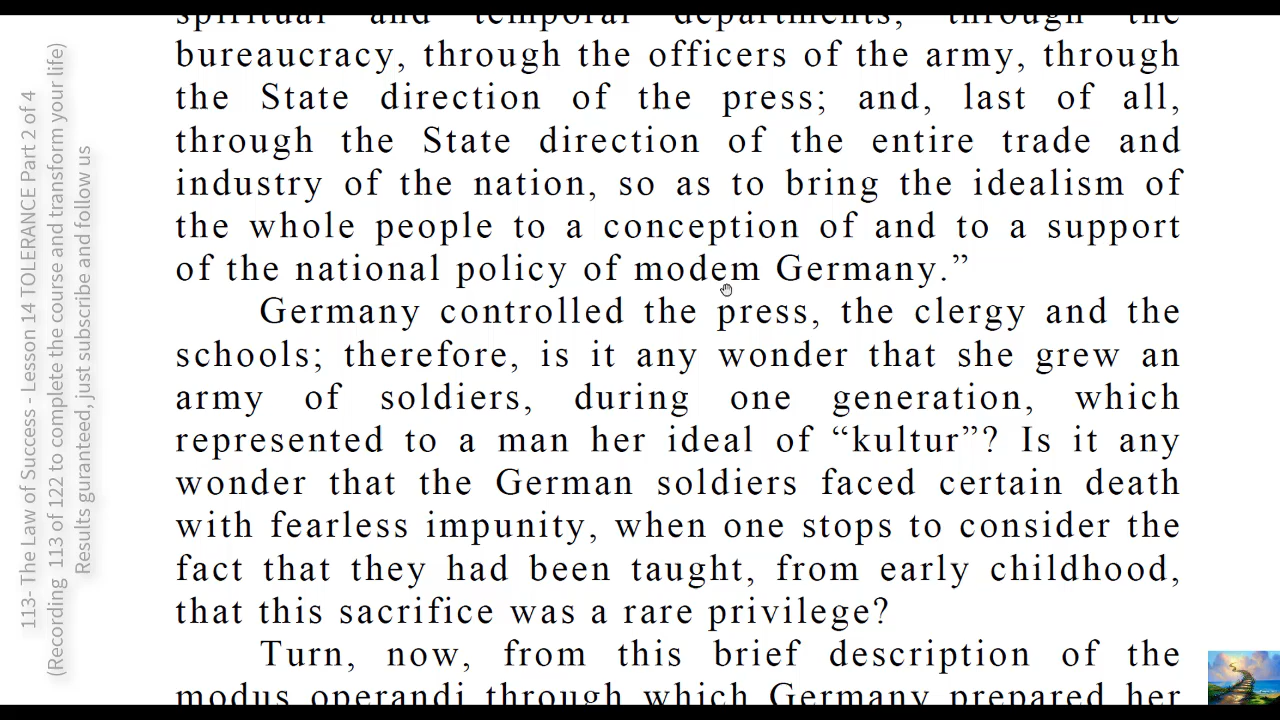 113- The Law of Success - Lesson 14 TOLERANCE Part 2 of 4
(Recording 113 of 122 to complete the course and transform your life)
Results guranteed, just subscribe and follow us
spiritual and temporal departments; through the
bureaucracy, through the officers of the army, through
the State direction of the press; and, last of all,
through the State direction of the entire trade and
industry of the nation, so as to bring the idealism of
the whole people to a conception of and to a support
of the national policy of modem Germany.”
Germany controlled the press, the clergy and the
schools; therefore, is it any wonder that she grew an
army of soldiers, during one generation, which
represented to a man her ideal of “kultur”? Is it any
wonder that the German soldiers faced certain death
with fearless impunity, when one stops to consider the
fact that they had been taught, from early childhood,
that this sacrifice was a rare privilege?
Turn, now, from this brief description of the
modus operandi through which Germany prepared her